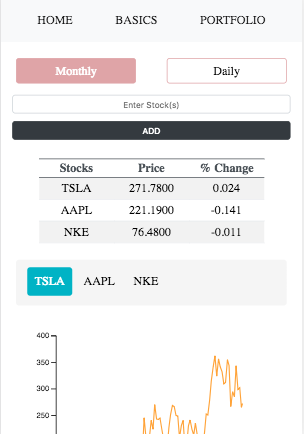 HOME BASICS PORTFOLIO
Monthly Daily
Enter Stock(s)
ADD
Stocks Price % Change
TSLA 271.7800 0.024
AAPL 221.1900 -0.141
NKE 76.4800 -0.011
TSLA AAPL NKE
400
350
300
250